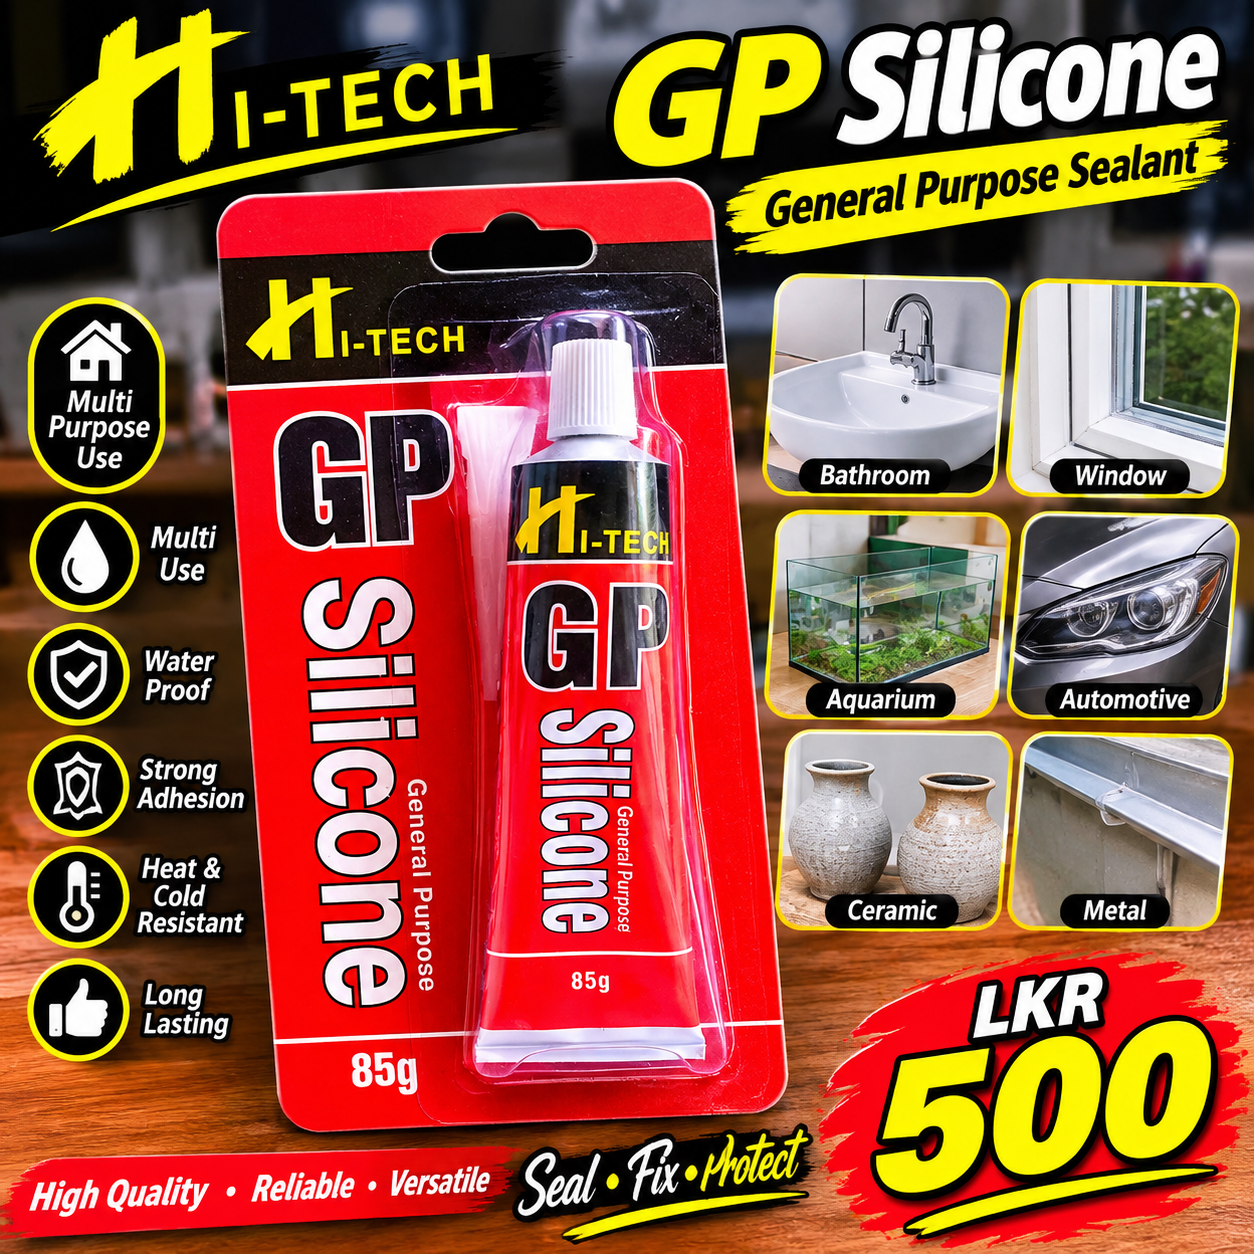 HI-TECH
GP Silicone
General Purpose Sealant
HI-TECH
GP
Silicone
General Purpose
85g
HI-TECH
GP
Silicone
General Purpose
85g
Multi
Purpose
Use
Multi
Use
Water
Proof
Strong
Adhesion
Heat &
Cold
Resistant
Long
Lasting
Bathroom
Window
Aquarium
Automotive
Ceramic
Metal
LKR
500
High Quality • Reliable • Versatile
Seal • Fix • Protect